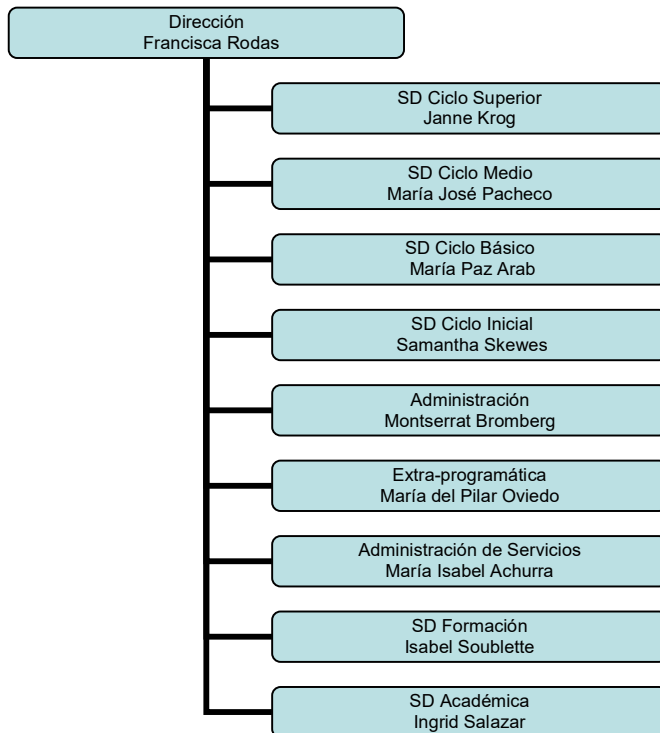 Dirección
Francisca Rodas
SD Ciclo Superior
Janne Krog
SD Ciclo Medio
María José Pacheco
SD Ciclo Básico
María Paz Arab
SD Ciclo Inicial
Samantha Skewes
Administración
Montserrat Bromberg
Extra-programática
María del Pilar Oviedo
Administración de Servicios
María Isabel Achurra
SD Formación
Isabel Soublette
SD Académica
Ingrid Salazar